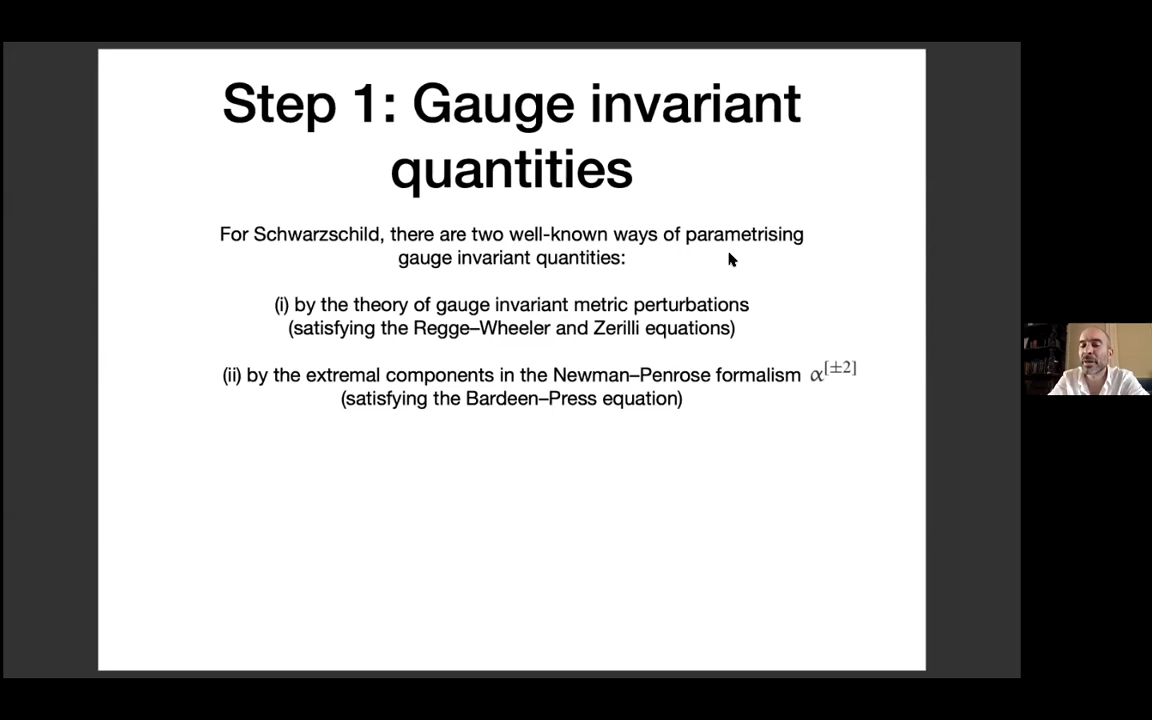 Step 1: Gauge invariant
quantities
For Schwarzschild, there are two well-known ways of parametrising
gauge invariant quantities:
(i) by the theory of gauge invariant metric perturbations
(satisfying the Regge–Wheeler and Zerilli equations)
(ii) by the extremal components in the Newman–Penrose formalism α^[±2]
(satisfying the Bardeen–Press equation)